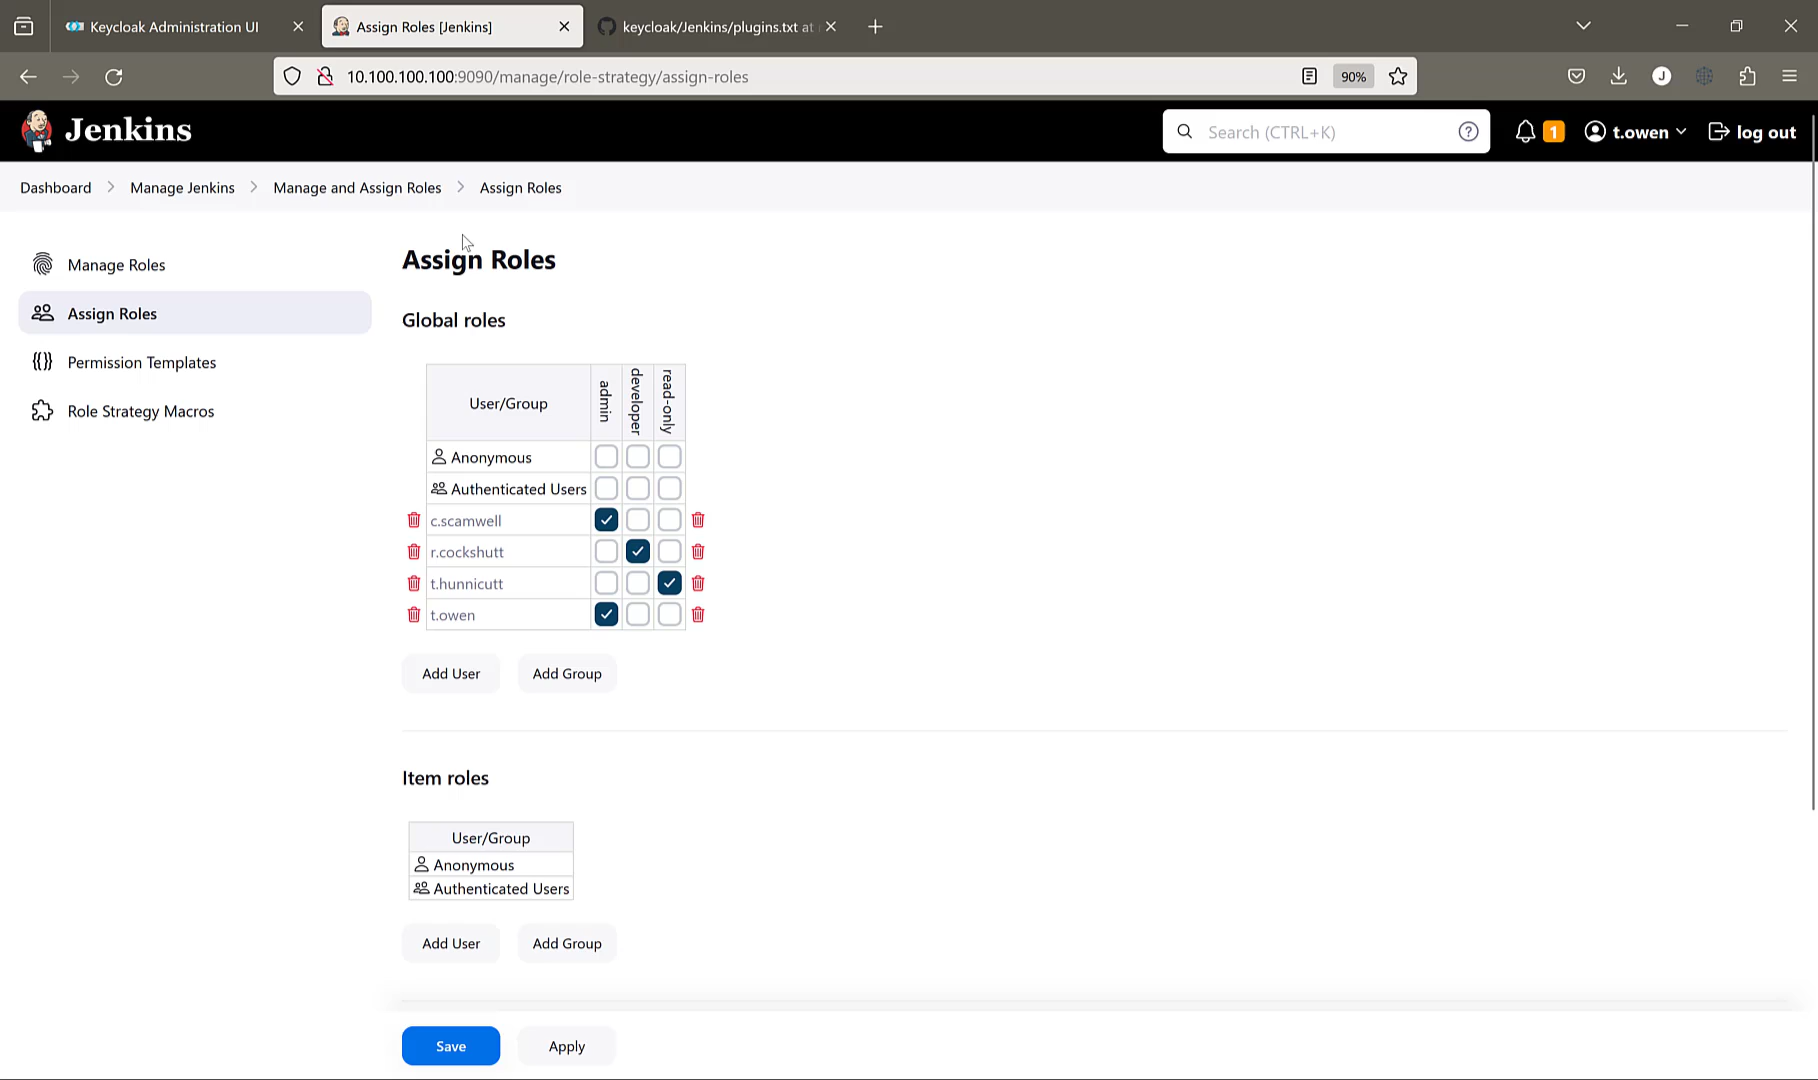 Keycloak Administration UI
Assign Roles [Jenkins]
keycloak/Jenkins/plugins.txt at
10.100.100.100:9090/manage/role-strategy/assign-roles
90%
J
Jenkins
Search (CTRL+K)
1
t.owen
log out
Dashboard
Manage Jenkins
Manage and Assign Roles
Assign Roles
Manage Roles
Assign Roles
Permission Templates
Role Strategy Macros
Assign Roles
Global roles
User/Group
admin
developer
read-only
Anonymous
Authenticated Users
c.scamwell
r.cockshutt
t.hunnicutt
t.owen
Add User
Add Group
Item roles
User/Group
Anonymous
Authenticated Users
Add User
Add Group
Save
Apply